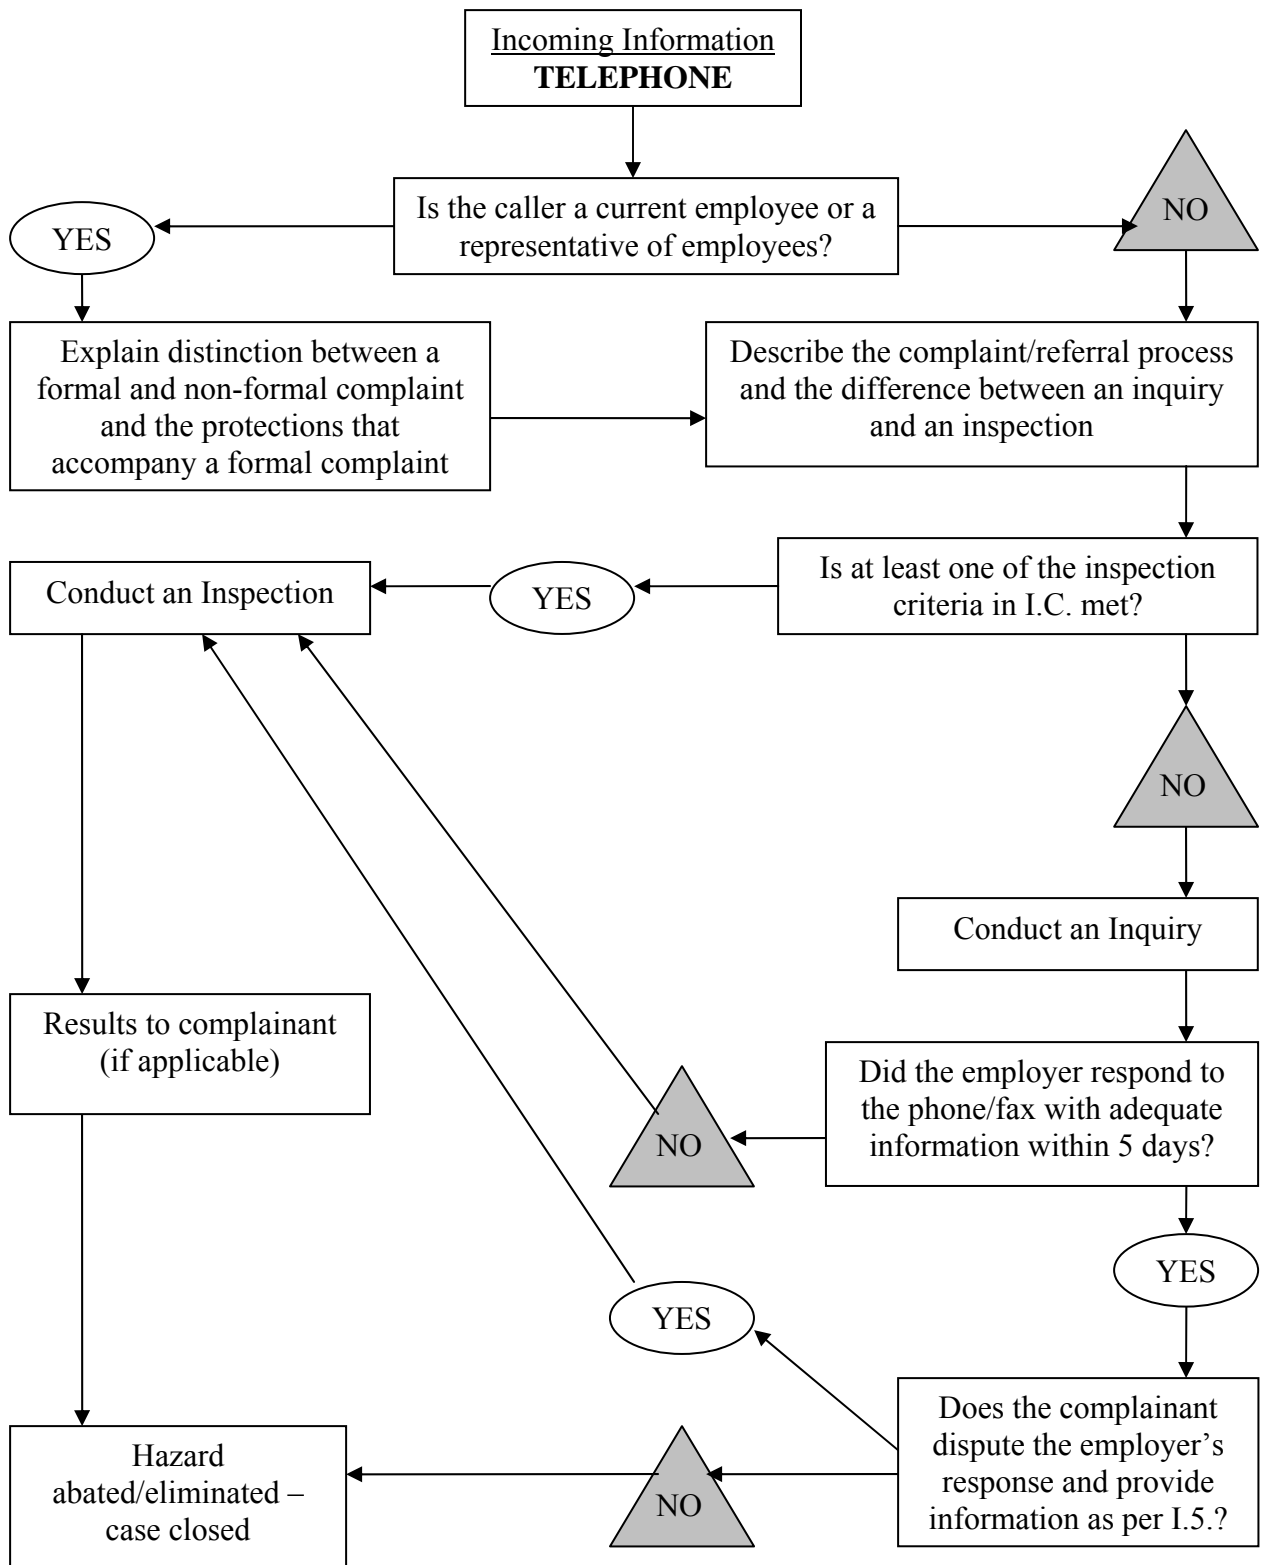 Incoming Information
TELEPHONE
Is the caller a current employee or a
representative of employees?
YES
NO
Explain distinction between a
formal and non-formal complaint
and the protections that
accompany a formal complaint
Describe the complaint/referral process
and the difference between an inquiry
and an inspection
Is at least one of the inspection
criteria in I.C. met?
YES
Conduct an Inspection
NO
Conduct an Inquiry
Results to complainant
(if applicable)
Did the employer respond to
the phone/fax with adequate
information within 5 days?
NO
YES
YES
Does the complainant
dispute the employer’s
response and provide
information as per I.5.?
NO
Hazard
abated/eliminated –
case closed